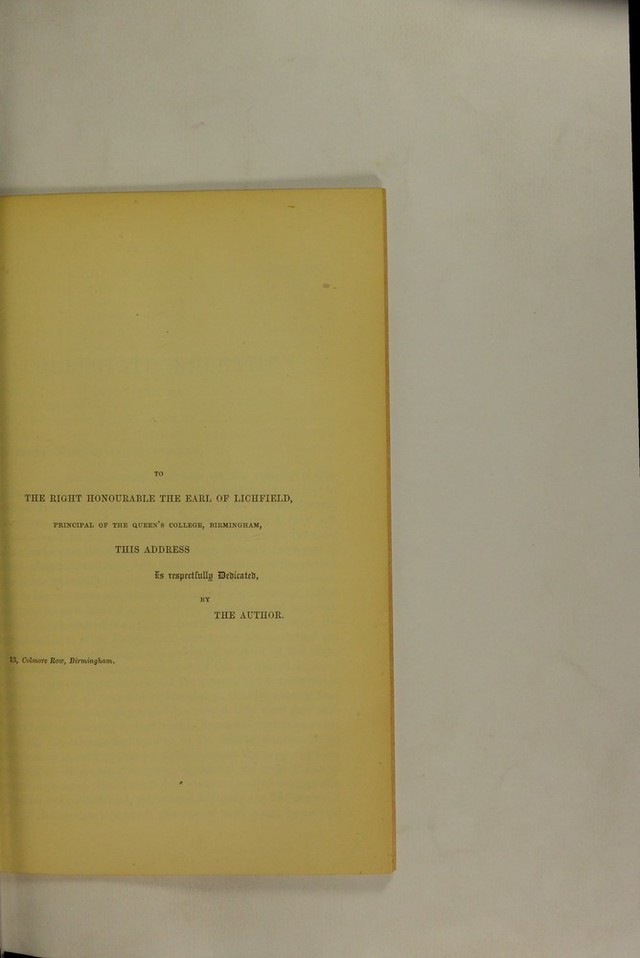 TO
THE RIGHT HONOURABLE THE EARL OF LICHFIELD,
PRINCIPAL OF THE QUEEN'S COLLEGE, BIRMINGHAM,
THIS ADDRESS
Is respectfully Dedicated,
BY
THE AUTHOR.
13, Colmore Row, Birmingham.